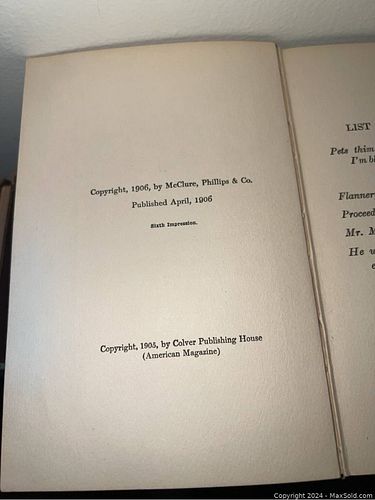 Copyright, 1906, by McClure, Phillips & Co.
Published April, 1906
Sixth Impression.
Copyright, 1905, by Colver Publishing House
(American Magazine)
LIST
Pets thim
I'm bi
Flanner
Proceed
Mr. M
He w
Copyright 2024 - MaxSold.com